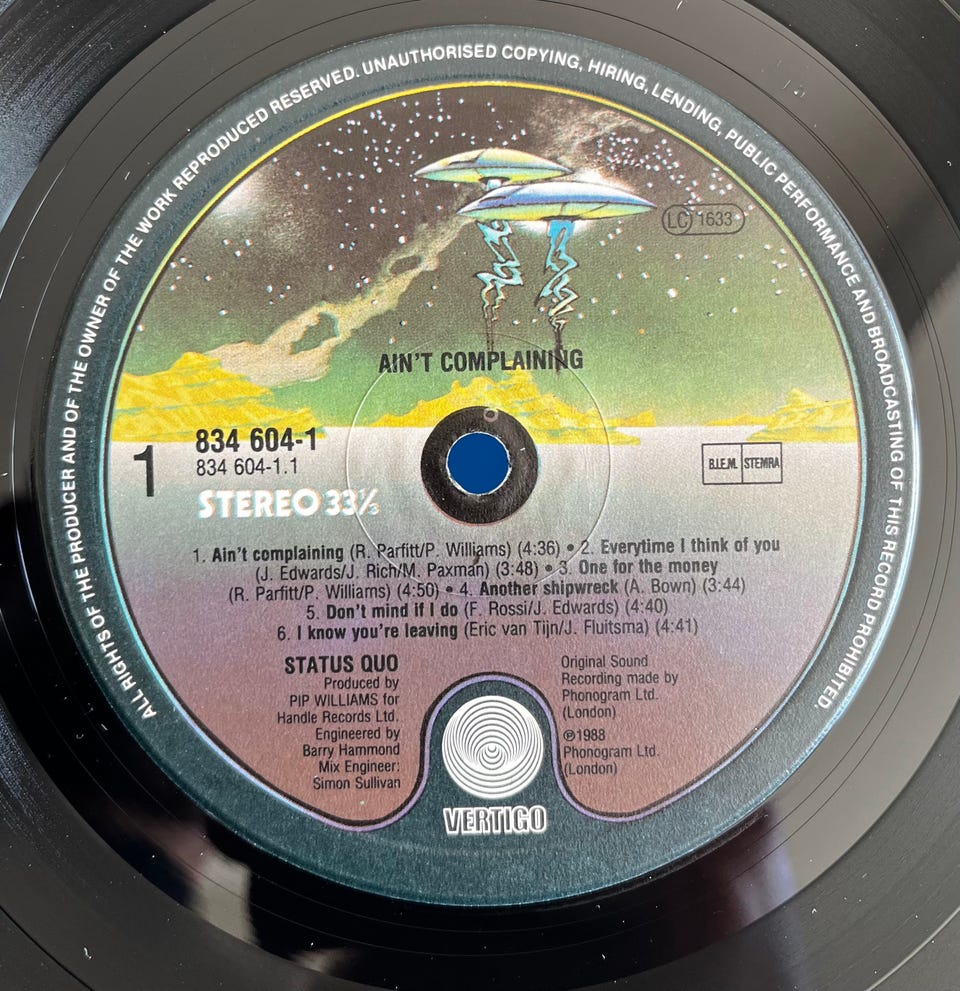 ALL RIGHTS OF THE PRODUCER AND OF THE OWNER OF THE WORK REPRODUCED RESERVED. UNAUTHORISED COPYING, HIRING, LENDING, PUBLIC PERFORMANCE AND BROADCASTING OF THIS RECORD PROHIBITED.
LC 1633
AIN'T COMPLAINING
1
834 604-1
834 604-1.1
STEREO 33⅓
B.I.E.M. STEMRA
1. Ain't complaining (R. Parfitt/P. Williams) (4:36) • 2. Everytime I think of you
(J. Edwards/J. Rich/M. Paxman) (3:48) • 3. One for the money
(R. Parfitt/P. Williams) (4:50) • 4. Another shipwreck (A. Bown) (3:44)
5. Don't mind if I do (F. Rossi/J. Edwards) (4:40)
6. I know you're leaving (Eric van Tijn/J. Fluitsma) (4:41)
STATUS QUO
Produced by
PIP WILLIAMS for
Handle Records Ltd.
Engineered by
Barry Hammond
Mix Engineer:
Simon Sullivan
Original Sound
Recording made by
Phonogram Ltd.
(London)
℗1988
Phonogram Ltd.
(London)
VERTIGO